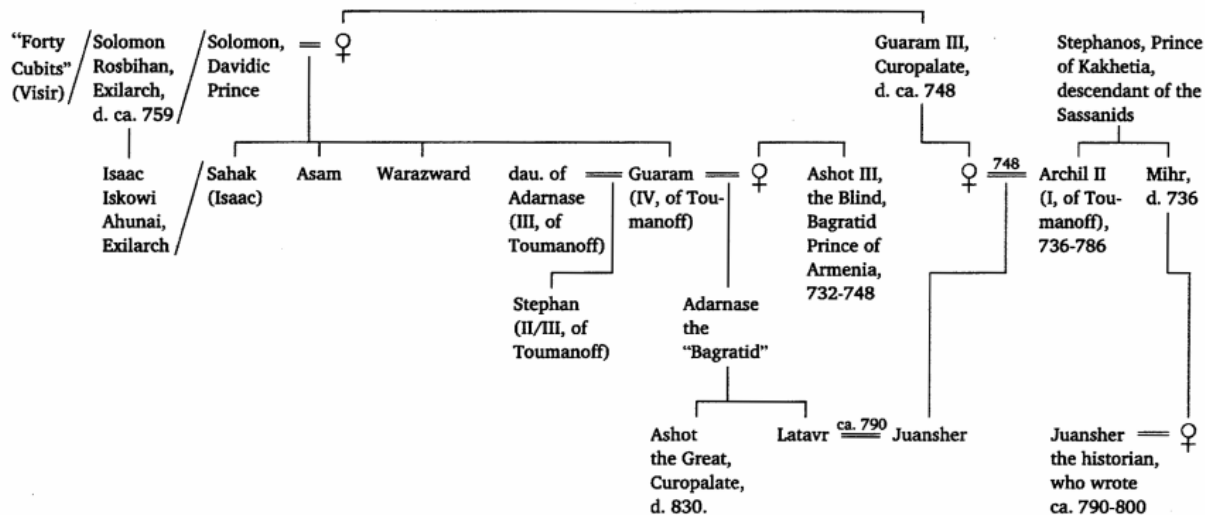 "Forty
Cubits"
(Visir)
Solomon
Rosbihan,
Exilarch,
d. ca. 759
Solomon,
Davidic
Prince
Guaram III,
Curopalate,
d. ca. 748
Stephanos, Prince
of Kakhetia,
descendant of the
Sassanids
Isaac
Iskowi
Ahunai,
Exilarch
Sahak
(Isaac)
Asam
Warazward
dau. of
Adarnase
(III, of
Toumanoff)
Guaram
(IV, of Tou-
manoff)
Ashot III,
the Blind,
Bagratid
Prince of
Armenia,
732-748
748
Archil II
(I, of Tou-
manoff),
736-786
Mihr,
d. 736
Stephan
(II/III, of
Toumanoff)
Adarnase
the
"Bagratid"
Ashot
the Great,
Curopalate,
d. 830.
Latavr
ca. 790
Juansher
Juansher
the historian,
who wrote
ca. 790-800